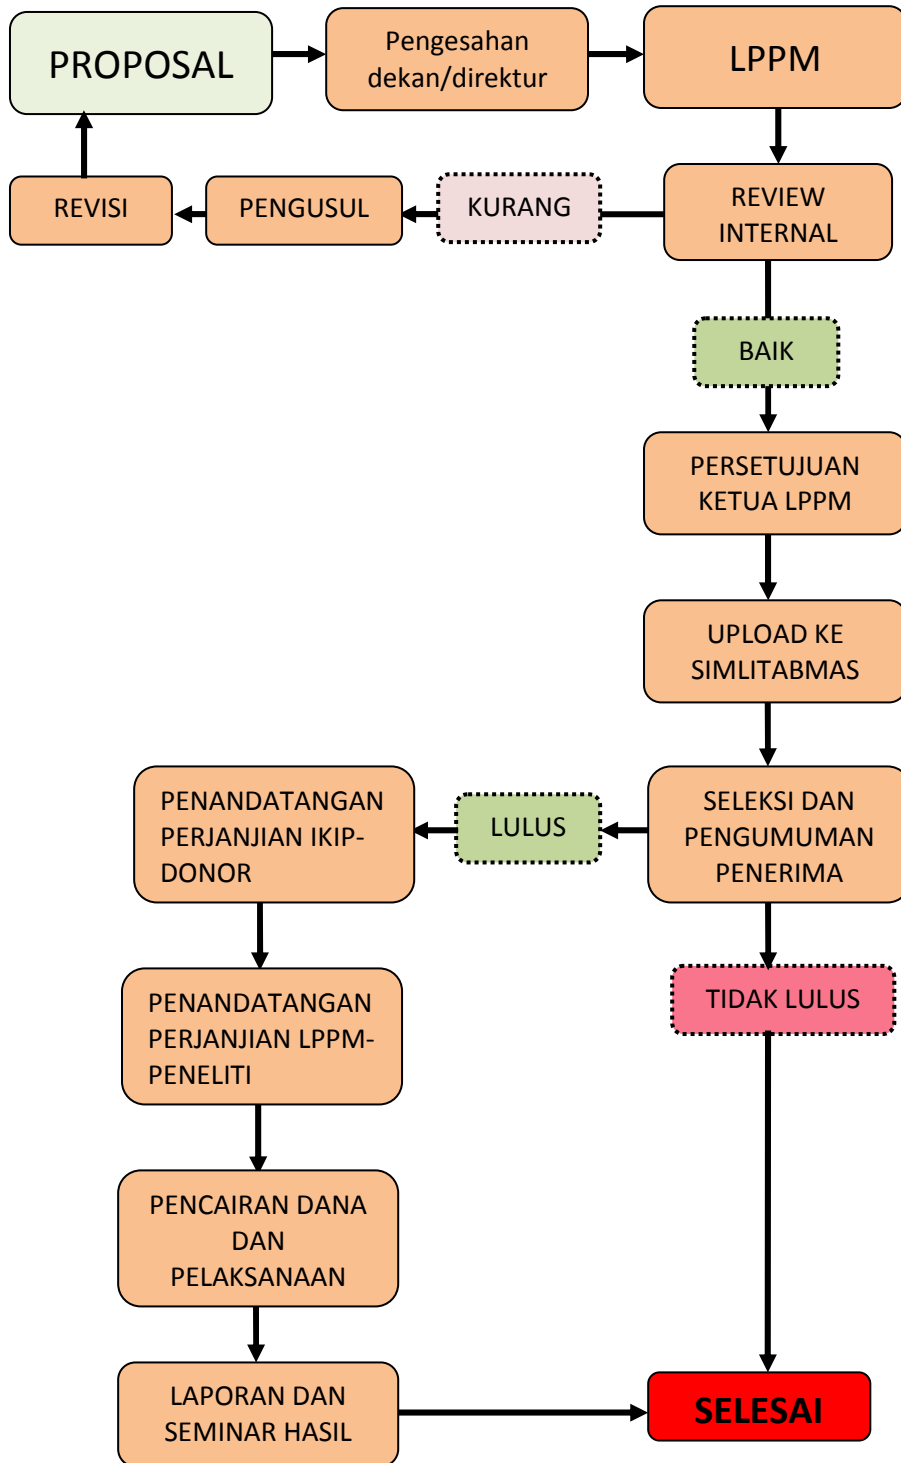 PROPOSAL
Pengesahan
dekan/direktur
LPPM
REVISI
PENGUSUL
KURANG
REVIEW
INTERNAL
BAIK
PERSETUJUAN
KETUA LPPM
UPLOAD KE
SIMLITABMAS
PENANDATANGAN
PERJANJIAN IKIP-
DONOR
LULUS
SELEKSI DAN
PENGUMUMAN
PENERIMA
PENANDATANGAN
PERJANJIAN LPPM-
PENELITI
TIDAK LULUS
PENCAIRAN DANA
DAN
PELAKSANAAN
LAPORAN DAN
SEMINAR HASIL
SELESAI